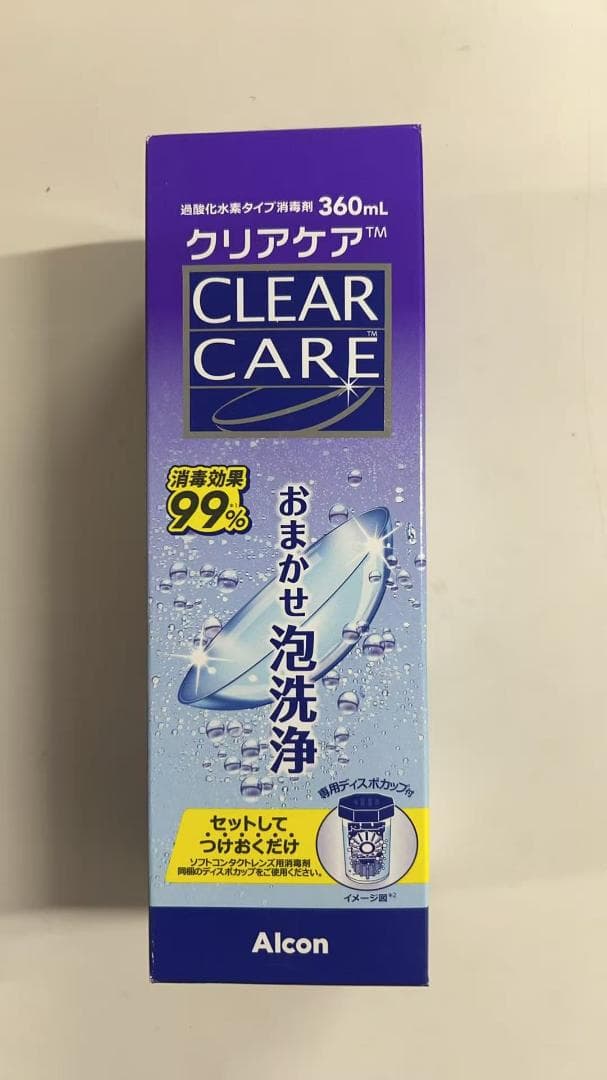 過酸化水素タイプ消毒剤 360mL
クリアケア™
CLEAR
CARE™
消毒効果
99%※1
おまかせ泡洗浄
専用ディスポカップ付
セットして
つけおくだけ
ソフトコンタクトレンズ用消毒剤
同梱のディスポカップをご使用ください。
イメージ図※2
Alcon